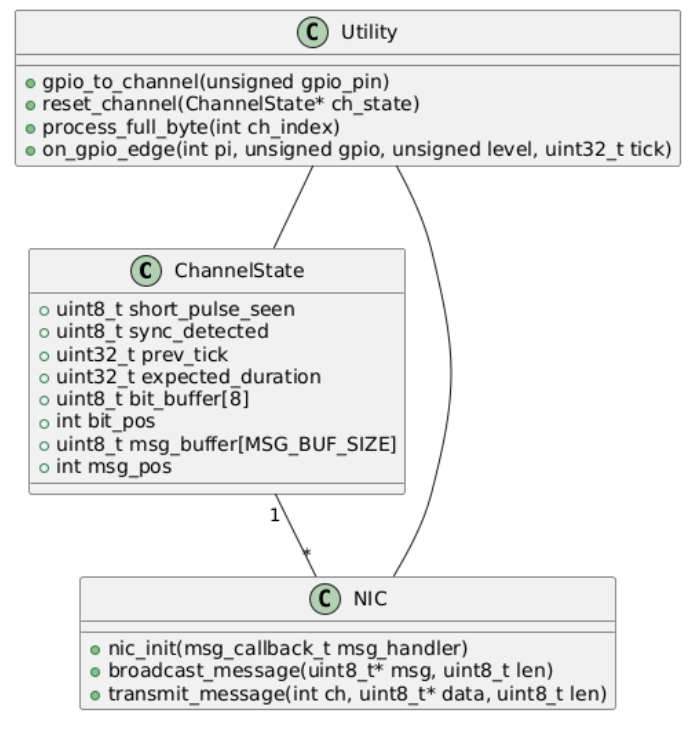 C Utility
gpio_to_channel(unsigned gpio_pin)
reset_channel(ChannelState* ch_state)
process_full_byte(int ch_index)
on_gpio_edge(int pi, unsigned gpio, unsigned level, uint32_t tick)
C ChannelState
uint8_t short_pulse_seen
uint8_t sync_detected
uint32_t prev_tick
uint32_t expected_duration
uint8_t bit_buffer[8]
int bit_pos
uint8_t msg_buffer[MSG_BUF_SIZE]
int msg_pos
1
*
C NIC
nic_init(msg_callback_t msg_handler)
broadcast_message(uint8_t* msg, uint8_t len)
transmit_message(int ch, uint8_t* data, uint8_t len)